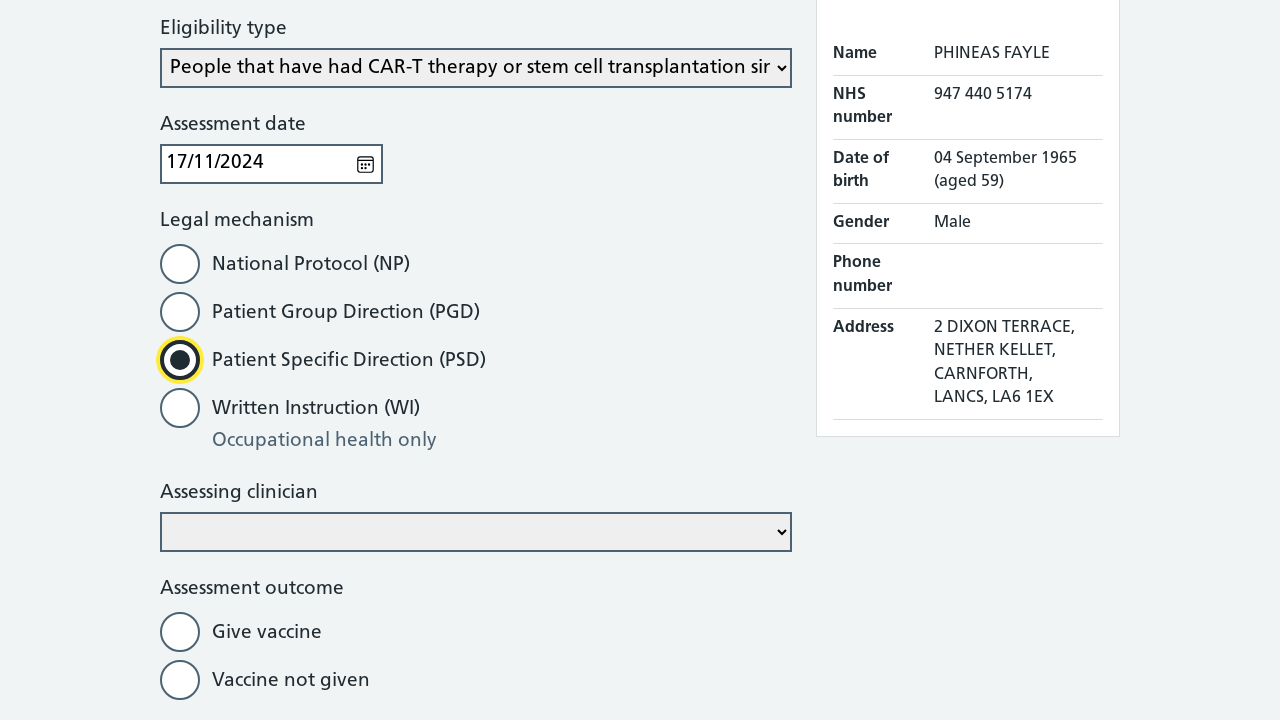 Eligibility type
People that have had CAR-T therapy or stem cell transplantation sir
Assessment date
17/11/2024
Legal mechanism
National Protocol (NP)
Patient Group Direction (PGD)
Patient Specific Direction (PSD)
Written Instruction (WI)
Occupational health only
Assessing clinician
Assessment outcome
Give vaccine
Vaccine not given
Name PHINEAS FAYLE
NHS number 947 440 5174
Date of birth 04 September 1965 (aged 59)
Gender Male
Phone number
Address 2 DIXON TERRACE,
NETHER KELLET,
CARNFORTH,
LANCS, LA6 1EX